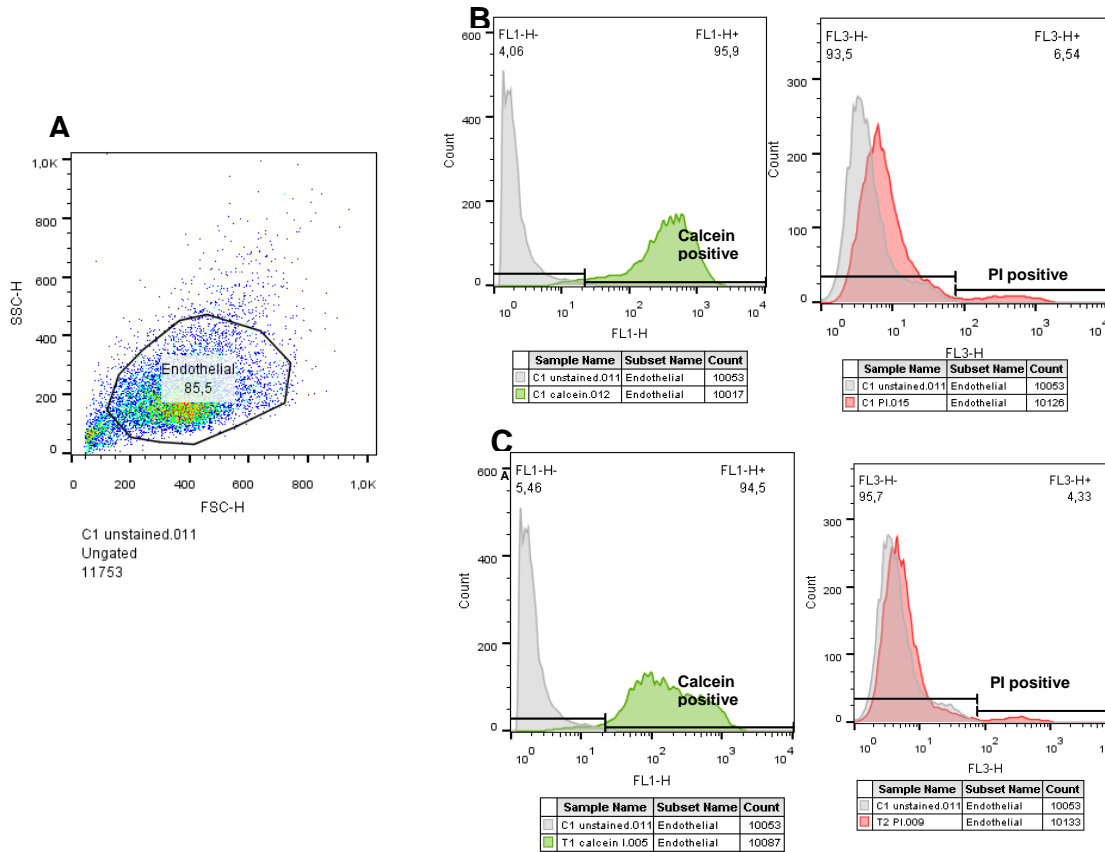 A
1,0K
800
600
400
200
0
SSC-H
Endothelial
85,5
0 200 400 600 800 1,0K
FSC-H
C1 unstained.011
Ungated
11753
B
FL1-H-
4,06
FL1-H+
95,9
600
400
200
0
Count
Calcein
positive
10^0 10^1 10^2 10^3 10^4
FL1-H
Sample Name Subset Name Count
C1 unstained.011 Endothelial 10053
C1 calcein.012 Endothelial 10017
FL3-H-
93,5
FL3-H+
6,54
300
200
100
0
Count
PI positive
10^0 10^1 10^2 10^3
FL3-H
Sample Name Subset Name Count
C1 unstained.011 Endothelial 10053
C1 PI.015 Endothelial 10126
C
A
FL1-H-
5,46
FL1-H+
94,5
600
400
200
0
Count
Calcein
positive
10^0 10^1 10^2 10^3 10^4
FL1-H
Sample Name Subset Name Count
C1 unstained.011 Endothelial 10053
T1 calcein I.005 Endothelial 10087
FL3-H-
95,7
FL3-H+
4,33
300
200
100
0
Count
PI positive
10^0 10^1 10^2 10^3
FL3-H
Sample Name Subset Name Count
C1 unstained.011 Endothelial 10053
T2 PI.009 Endothelial 10133